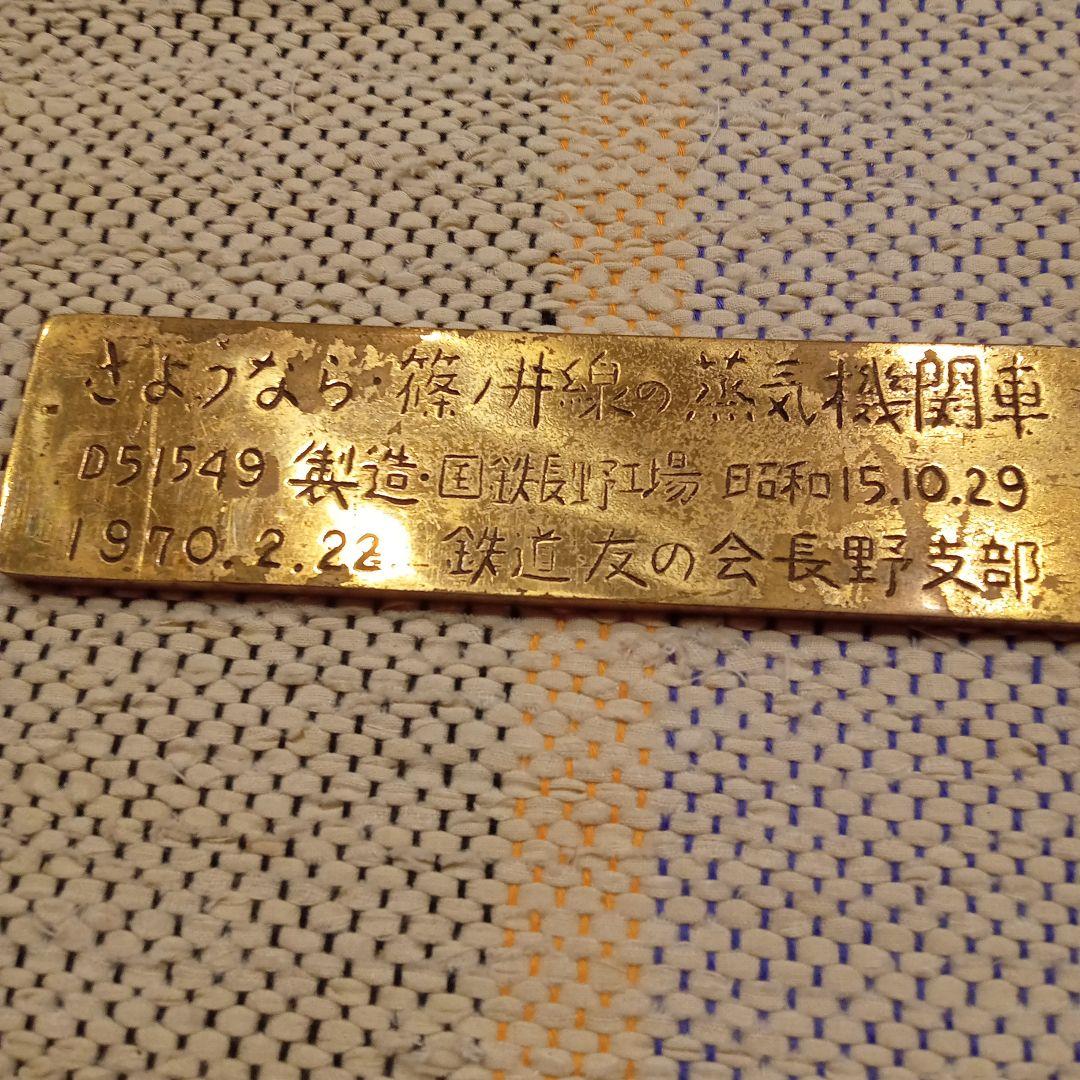 さようなら・篠ノ井線の蒸気機関車
D51549 製造・国鉄長野工場 昭和15.10.29
1970.2.22 鉄道友の会長野支部